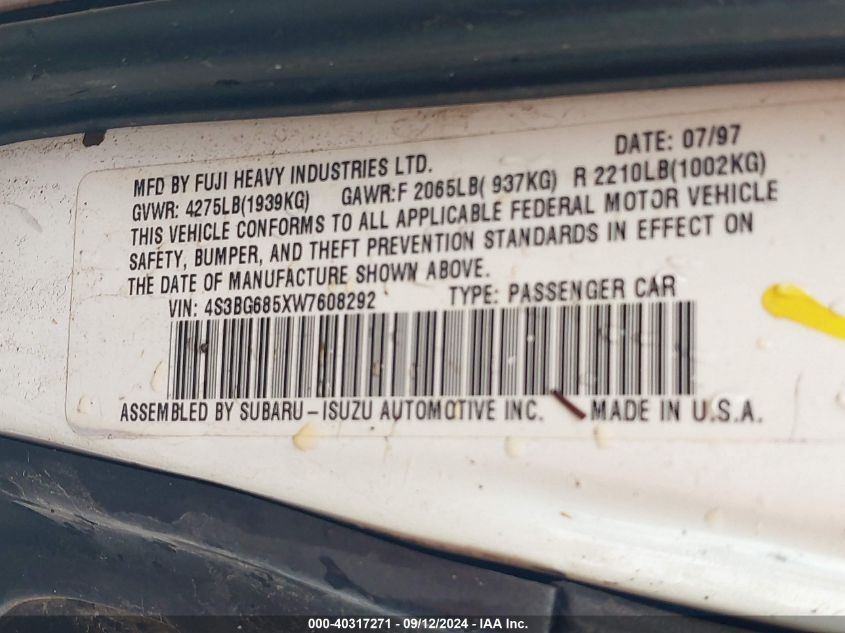 DATE: 07/97
MFD BY FUJI HEAVY INDUSTRIES LTD.
GVWR: 4275LB(1939KG) GAWR:F 2065LB( 937KG) R 2210LB(1002KG)
THIS VEHICLE CONFORMS TO ALL APPLICABLE FEDERAL MOTOR VEHICLE
SAFETY, BUMPER, AND THEFT PREVENTION STANDARDS IN EFFECT ON
THE DATE OF MANUFACTURE SHOWN ABOVE.
VIN: 4S3BG685XW7608292 TYPE: PASSENGER CAR
ASSEMBLED BY SUBARU-ISUZU AUTOMOTIVE INC. MADE IN U.S.A.
000-40317271 - 09/12/2024 - IAA Inc.